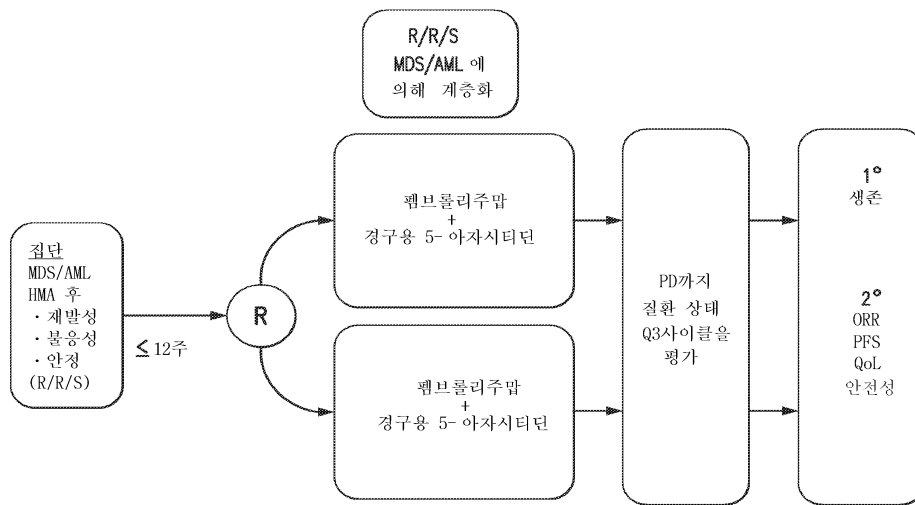 R/R/S
MDS/AML 에
의해 계층화
집단
MDS/AML
HMA 후
· 재발성
· 불응성
· 안정
(R/R/S)
≤ 12주
R
펨브롤리주맙
+
경구용 5- 아자시티딘
펨브롤리주맙
+
경구용 5- 아자시티딘
PD까지
질환 상태
Q3사이클을
평가
1°
생존
2°
ORR
PFS
QoL
안전성